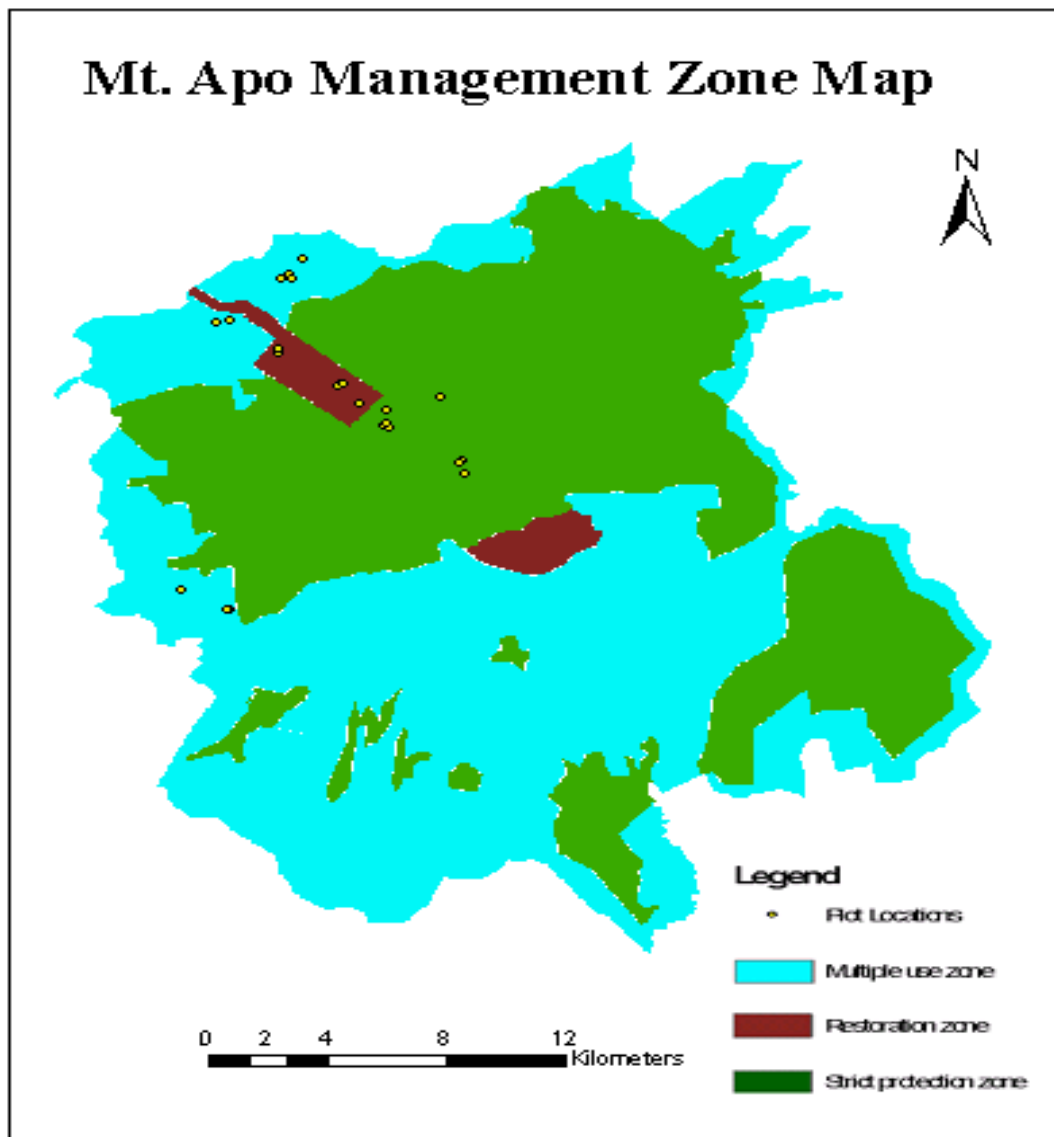 Mt. Apo Management Zone Map
N
Legend
Plot Locations
Multiple use zone
Restoration zone
Strict protection zone
0 2 4 8 12
Kilometers